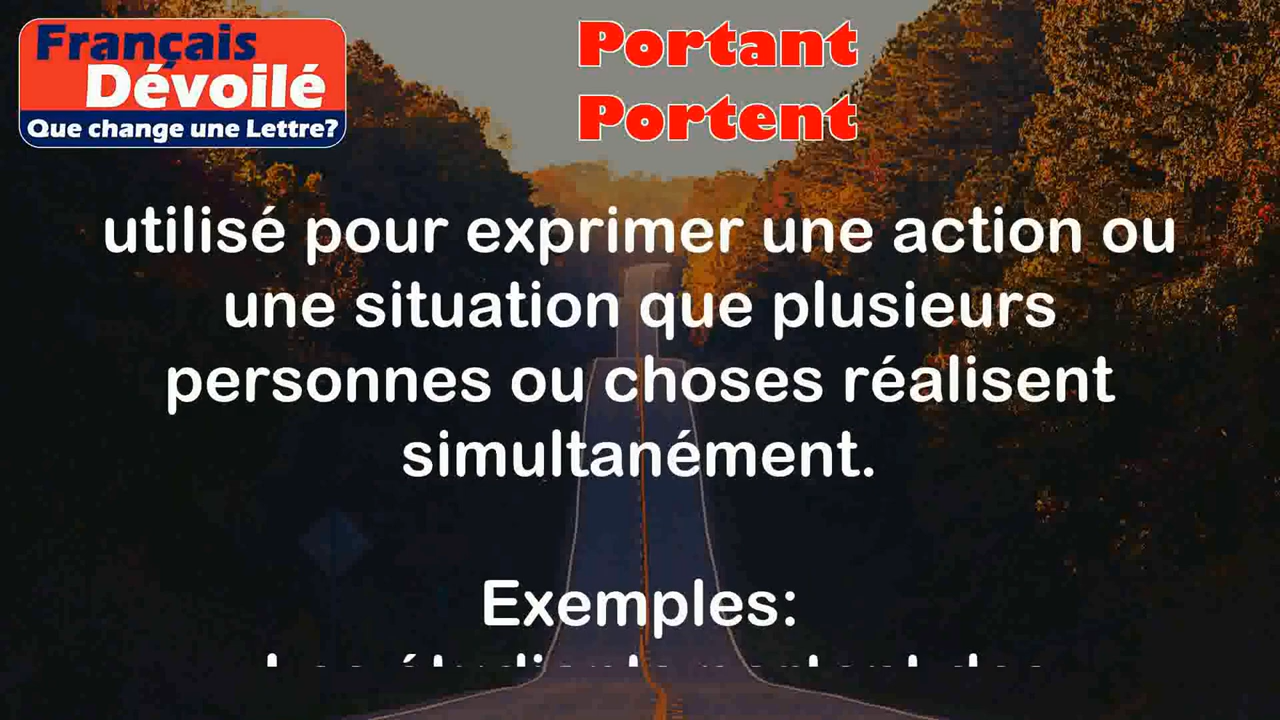 Français
Dévoilé
Que change une Lettre?
Portant
Portent
utilisé pour exprimer une action ou
une situation que plusieurs
personnes ou choses réalisent
simultanément.
Exemples: